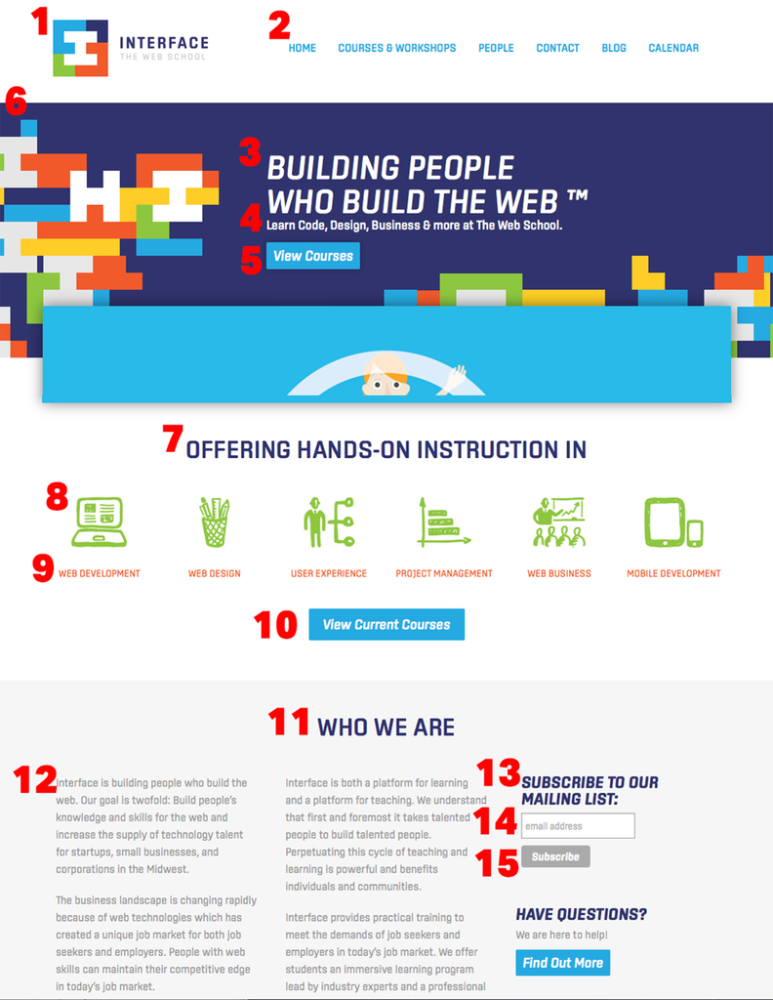 1
INTERFACE
THE WEB SCHOOL
2
HOME COURSES & WORKSHOPS PEOPLE CONTACT BLOG CALENDAR
6
3
BUILDING PEOPLE
WHO BUILD THE WEB ™
4
Learn Code, Design, Business & more at The Web School.
5
View Courses
7
OFFERING HANDS-ON INSTRUCTION IN
8
9
WEB DEVELOPMENT WEB DESIGN USER EXPERIENCE PROJECT MANAGEMENT WEB BUSINESS MOBILE DEVELOPMENT
10
View Current Courses
11
WHO WE ARE
12
Interface is building people who build the
web. Our goal is twofold: Build people's
knowledge and skills for the web and
increase the supply of technology talent
for startups, small businesses, and
corporations in the Midwest.
The business landscape is changing rapidly
because of web technologies which has
created a unique job market for both job
seekers and employers. People with web
skills can maintain their competitive edge
in today's job market.
Interface is both a platform for learning
and a platform for teaching. We understand
that first and foremost it takes talented
people to build talented people.
Perpetuating this cycle of teaching and
learning is powerful and benefits
individuals and communities.
Interface provides practical training to
meet the demands of job seekers and
employers in today's job market. We offer
students an immersive learning program
lead by industry experts and a professional
13
SUBSCRIBE TO OUR
MAILING LIST:
14
email address
15
Subscribe
HAVE QUESTIONS?
We are here to help!
Find Out More